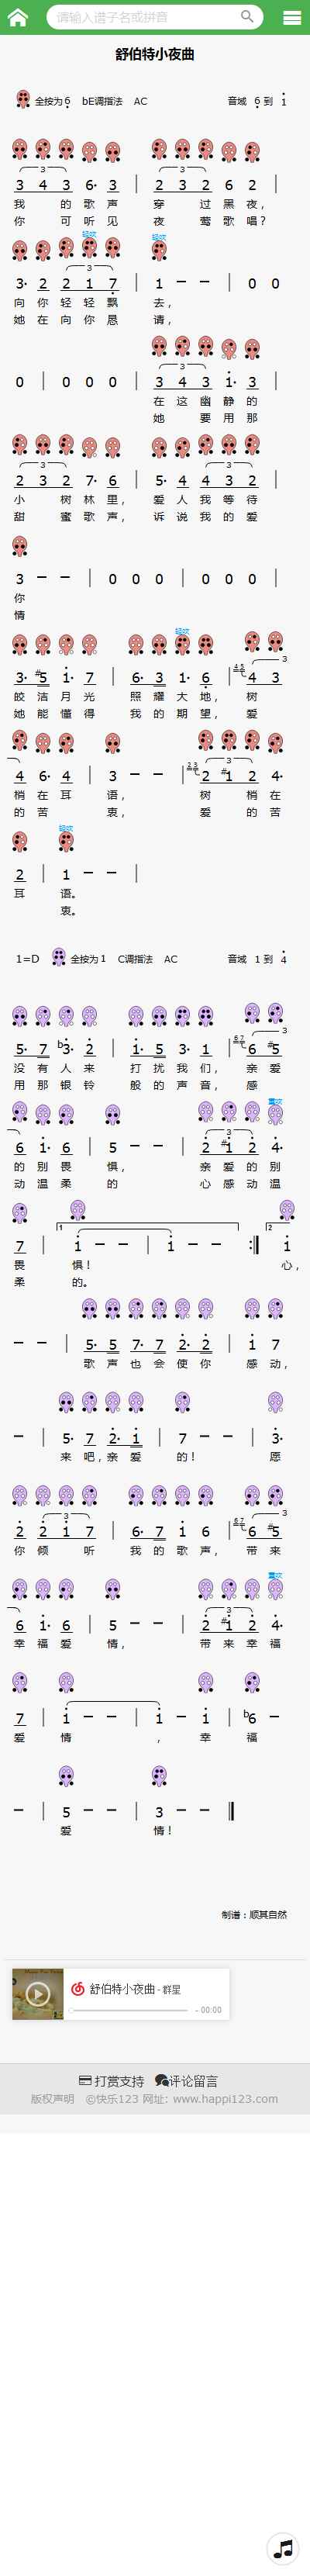 请输入谱子名或拼音
舒伯特小夜曲
全按为6 bE调指法 AC 音域 6 到 1
3 4 3 6· 3 | 2 3 2 6 2 |
我 的 歌 声 穿 过 黑 夜,
你 可 听 见 夜 莺 歌 唱?
轻吹 轻吹
3· 2 2 1 7 | 1 - - | 0 0
向 你 轻 轻 飘 去,
她 在 向 你 恳 请,
0 | 0 0 0 | 3 4 3 1· 3 |
在 这 幽 静 的
她 要 用 那
2 3 2 7· 6 | 5· 4 4 3 2 |
小 树 林 里, 爱 人 我 等 待
甜 蜜 歌 声, 诉 说 我 的 爱
3 - - | 0 0 0 | 0 0 0 |
你
情
轻吹
3· #5 1· 7 | 6· 3 1· 6 | 45 4 3
皎 洁 月 光 照 耀 大 地, 树
她 能 懂 得 我 的 期 望, 爱
4 6· 4 | 3 - - | 23 2 #1 2 4·
梢 在 耳 语, 树 梢 在
的 苦 衷, 爱 的 苦
轻吹
2 | 1 - - |
耳 语。
衷。
1=D 全按为1 C调指法 AC 音域 1 到 4
5· 7 b3· 2 | 1· 5 3· 1 | 67 6 #5
没 有 人 来 打 扰 我 们, 亲 爱
用 那 银 铃 般 的 声 音, 感
重吹
6 1· 6 | 5 - - | 2 #1 2 4·
的 别 畏 惧, 亲 爱 的 别
动 温 柔 的 心 感 动 温
1 2
7 | 1 - - | 1 - - :| 1
畏 惧! 心,
柔 的。
- - | 5· 5 7· 7 2· 2 | 1 7
歌 声 也 会 使 你 感 动,
- | 5· 7 2· 1 | 7 - - | 3·
来 吧, 亲 爱 的! 愿
2 2 1 7 | 6· 7 1 6 | 67 6 #5
你 倾 听 我 的 歌 声, 带 来
重吹
6 1· 6 | 5 - - | 2 #1 2 4·
幸 福 爱 情, 带 来 幸 福
7 | 1 - - | 1 - 1 | b6 -
爱 情 , 幸 福
- | 5 - - | 3 - - ‖
爱 情!
制谱:顺其自然
舒伯特小夜曲 - 群星
- 00:00
打赏支持 评论留言
版权声明 ©快乐123 网址: www.happi123.com